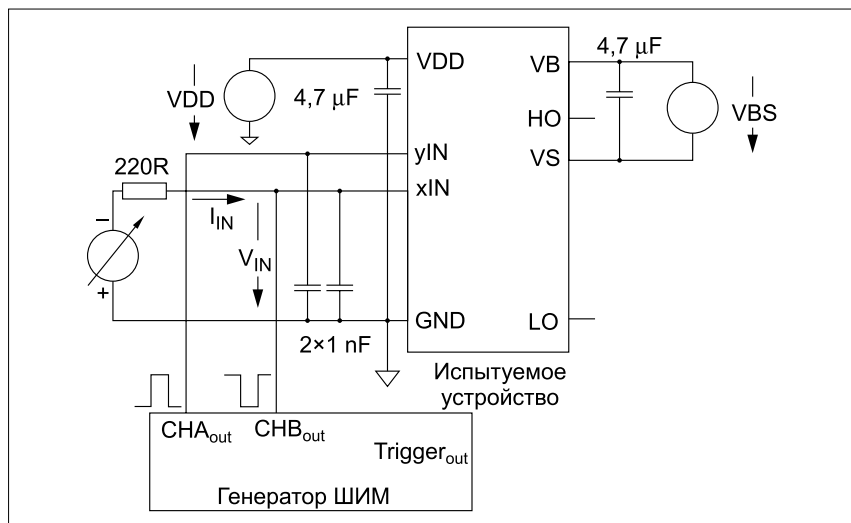 VDD
4,7 μF
VB
4,7 μF
VDD
HO
VBS
yIN
VS
220R
xIN
I_IN
–
V_IN
+
GND
LO
2×1 nF
Испытуемое
устройство
CHA_out
CHB_out
Trigger_out
Генератор ШИМ